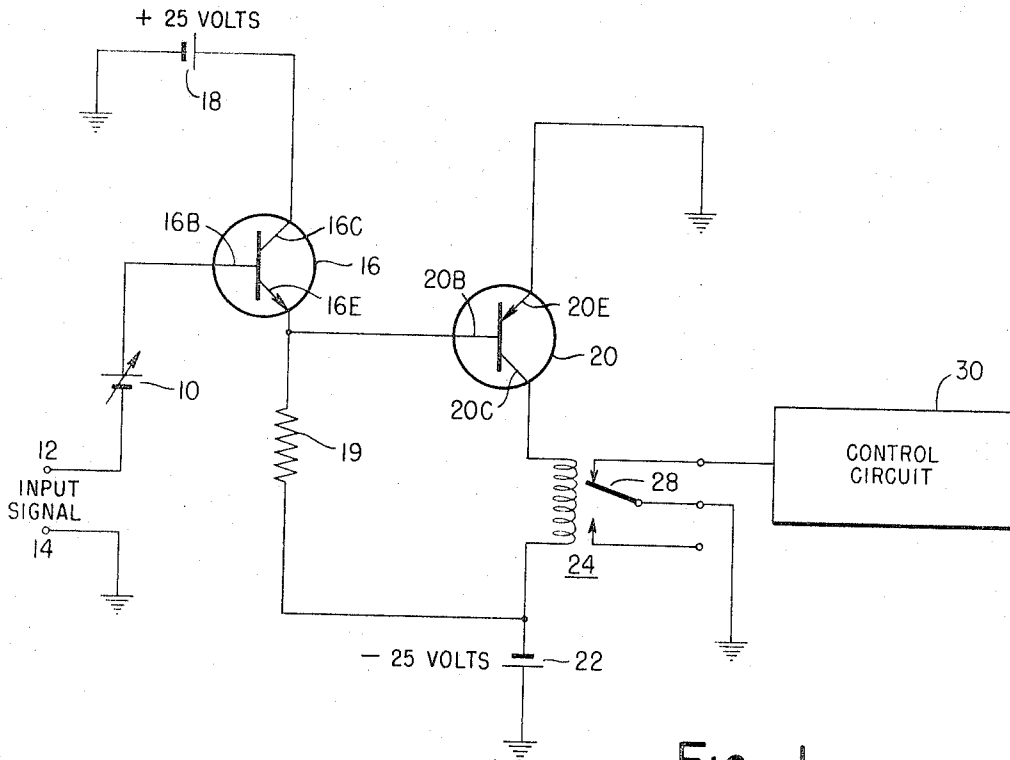 + 25 VOLTS
18
16B
16C
16
16E
20B
20E
20
20C
10
12
INPUT
SIGNAL
14
19
28
24
30
CONTROL
CIRCUIT
− 25 VOLTS
22